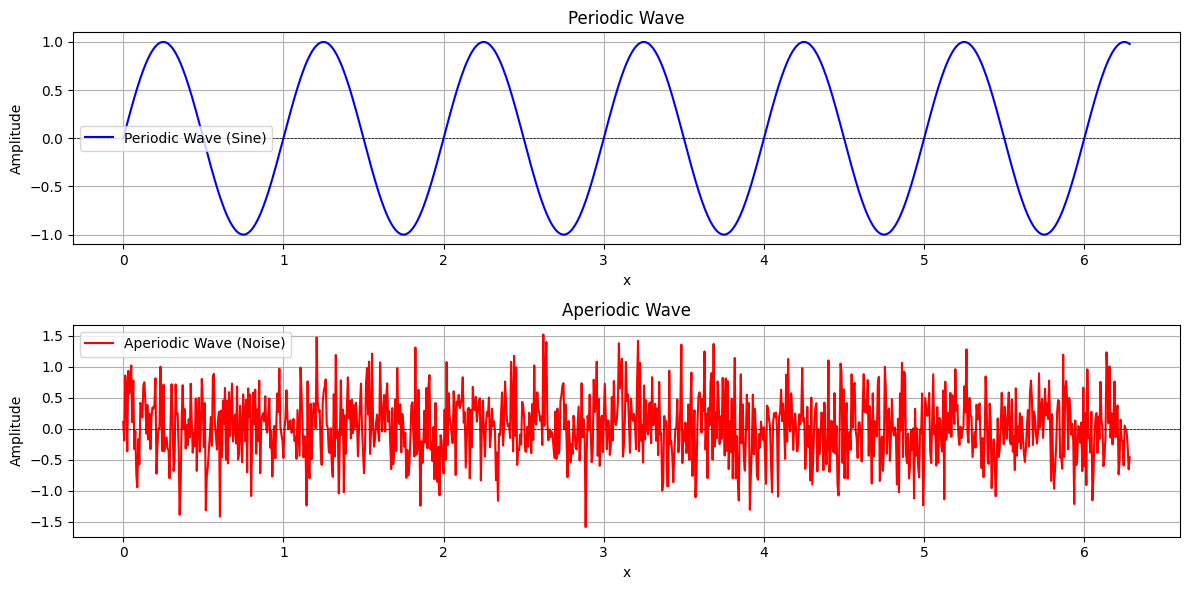 Periodic Wave
1.0
0.5
0.0
−0.5
−1.0
Amplitude
Periodic Wave (Sine)
0 1 2 3 4 5 6
x
Aperiodic Wave
1.5
1.0
0.5
0.0
−0.5
−1.0
−1.5
Amplitude
Aperiodic Wave (Noise)
0 1 2 3 4 5 6
x